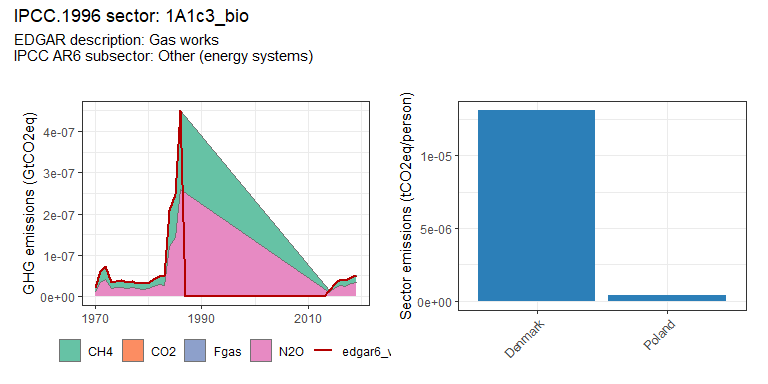 IPCC.1996 sector: 1A1c3_bio
EDGAR description: Gas works
IPCC AR6 subsector: Other (energy systems)
GHG emissions (GtCO2eq)
4e-07
3e-07
2e-07
1e-07
0e+00
1970
1990
2010
CH4
CO2
Fgas
N2O
edgar6_v
Sector emissions (tCO2eq/person)
1e-05
5e-06
0e+00
Denmark
Poland